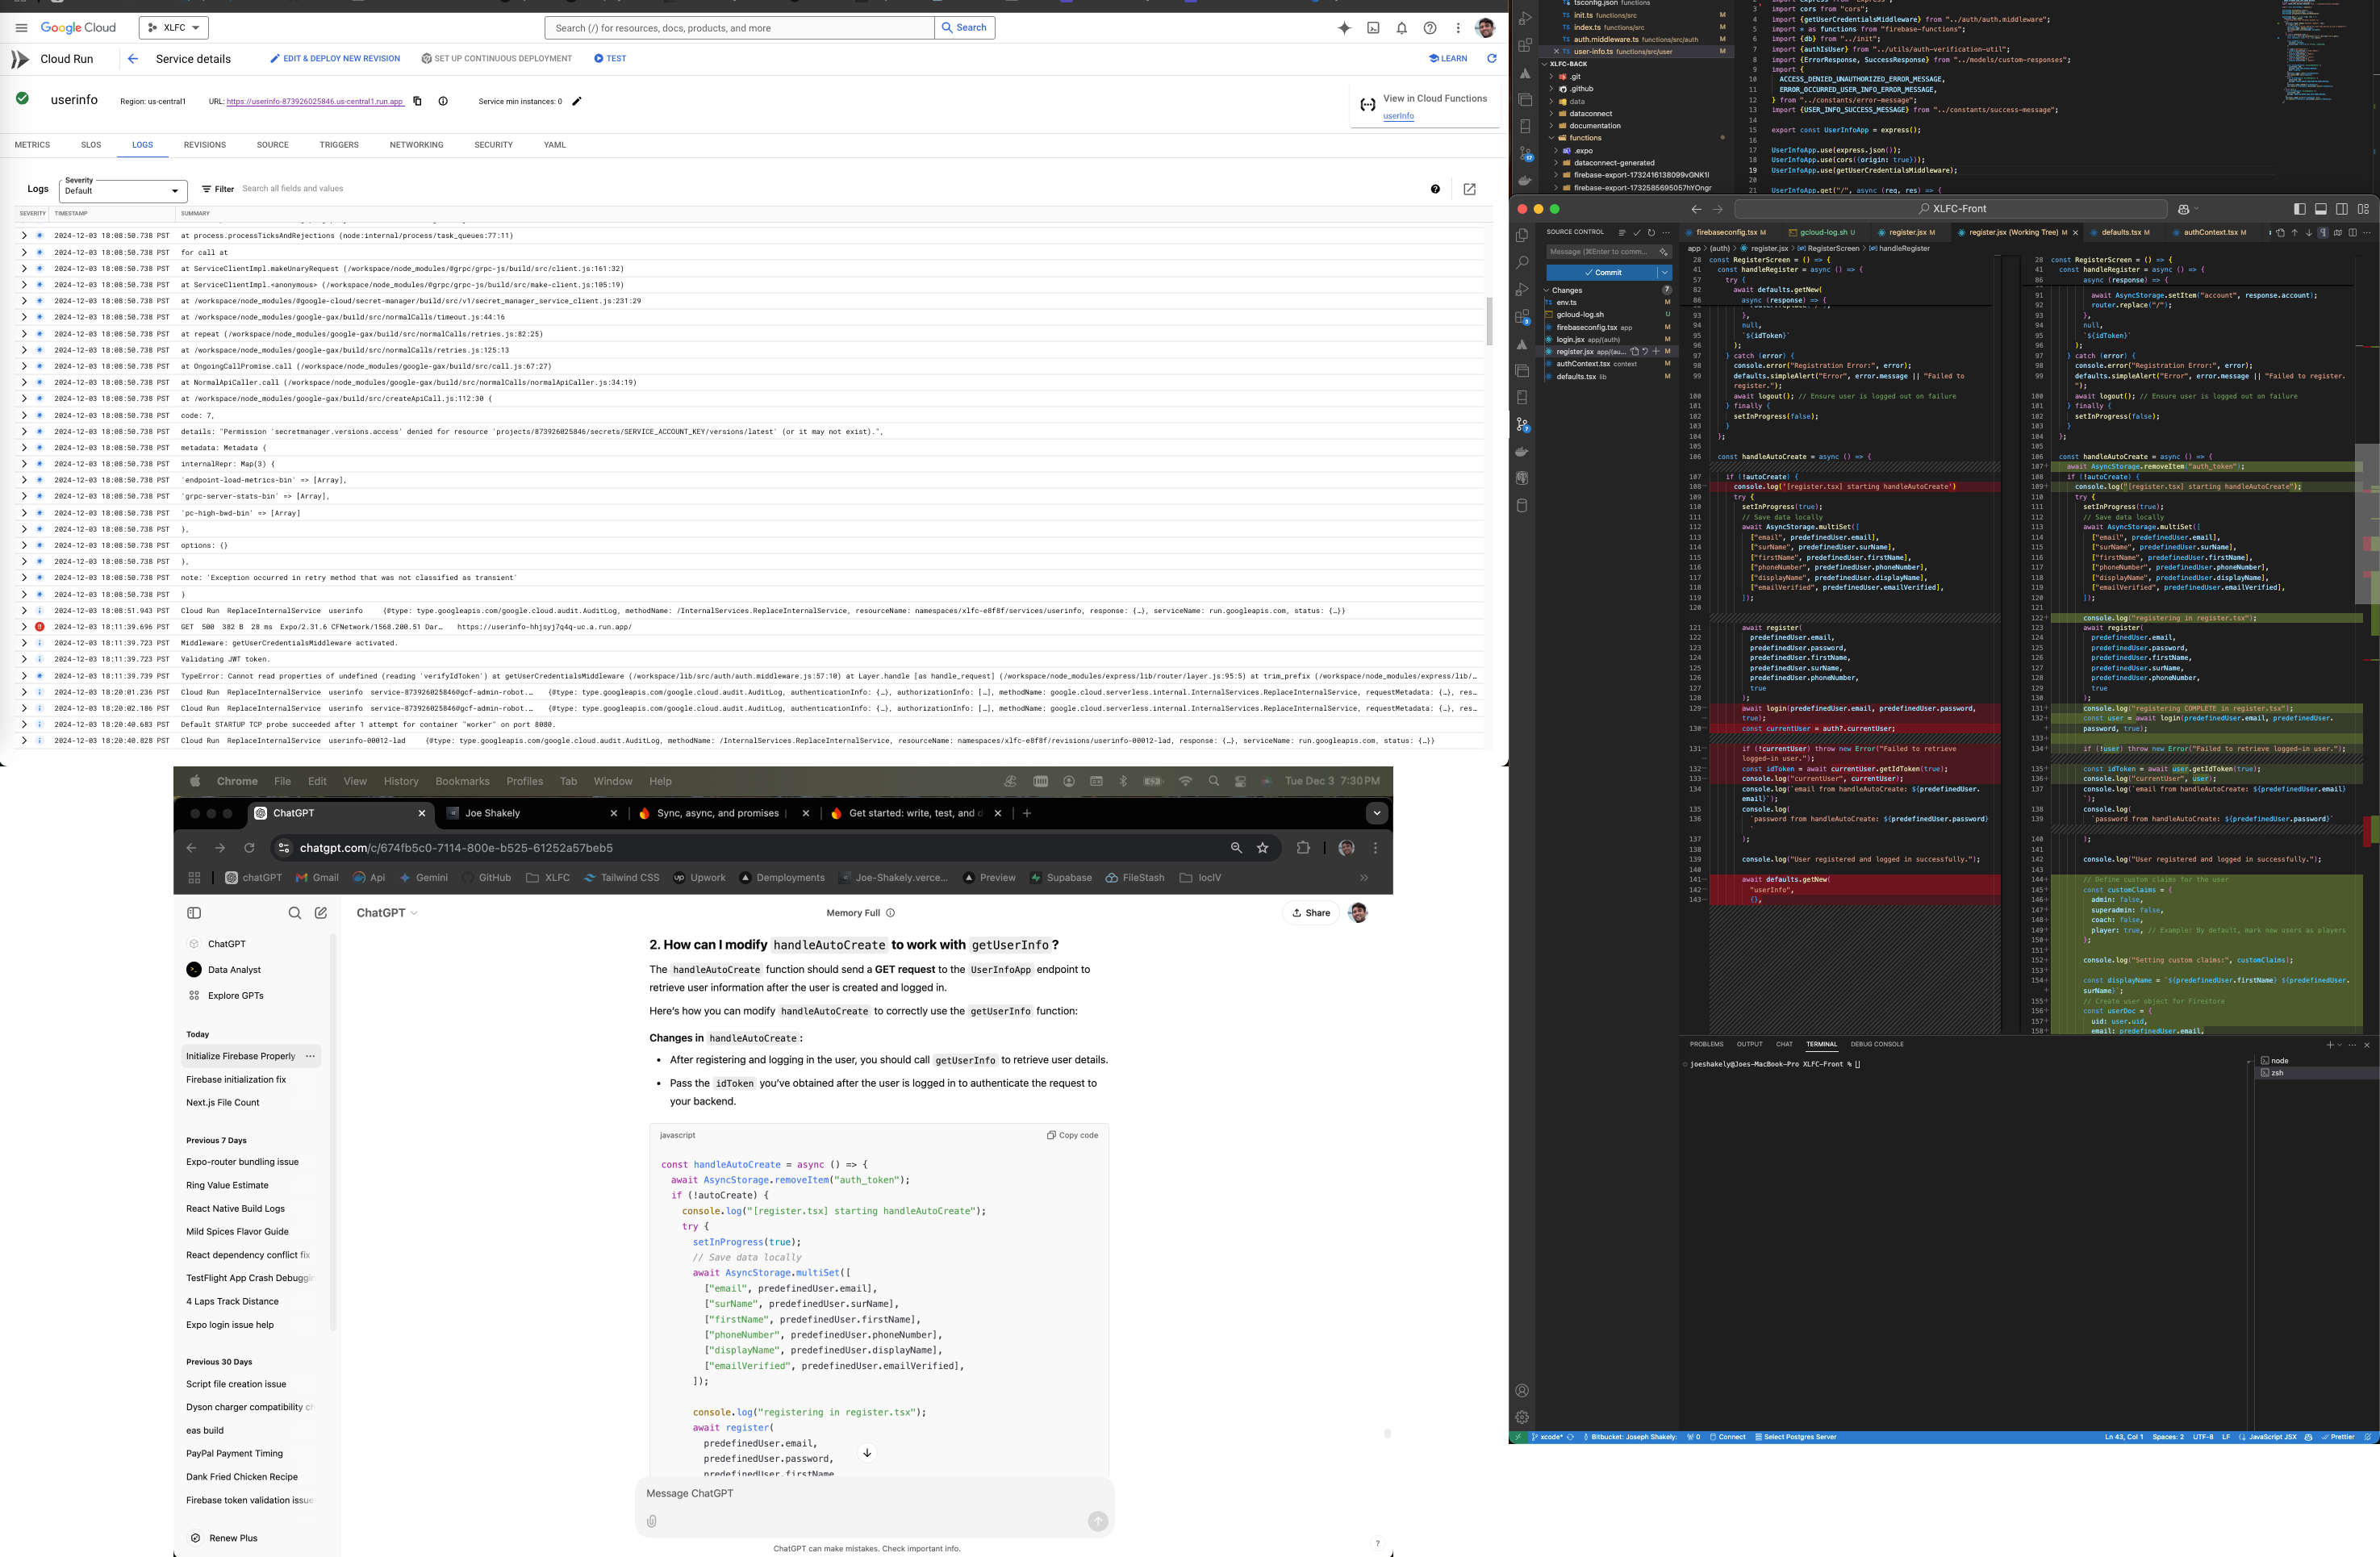 Google Cloud
XLFC
Search (/) for resources, docs, products, and more
Search
Cloud Run
Service details
EDIT & DEPLOY NEW REVISION
SET UP CONTINUOUS DEPLOYMENT
TEST
LEARN
userinfo
Region: us-central1
URL: https://userinfo-873926025846.us-central1.run.app
Service min instances: 0
View in Cloud Functions
userInfo
METRICS
SLOS
LOGS
REVISIONS
SOURCE
TRIGGERS
NETWORKING
SECURITY
YAML
Logs
Severity
Default
Filter
Search all fields and values
SEVERITY TIMESTAMP SUMMARY
2024-12-03 18:08:50.738 PST at process.processTicksAndRejections (node:internal/process/task_queues:77:11)
2024-12-03 18:08:50.738 PST for call at
2024-12-03 18:08:50.738 PST at ServiceClientImpl.makeUnaryRequest (/workspace/node_modules/@grpc/grpc-js/build/src/client.js:161:32)
2024-12-03 18:08:50.738 PST at ServiceClientImpl.<anonymous> (/workspace/node_modules/@grpc/grpc-js/build/src/make-client.js:105:19)
2024-12-03 18:08:50.738 PST at /workspace/node_modules/@google-cloud/secret-manager/build/src/v1/secret_manager_service_client.js:231:29
2024-12-03 18:08:50.738 PST at /workspace/node_modules/google-gax/build/src/normalCalls/timeout.js:44:16
2024-12-03 18:08:50.738 PST at repeat (/workspace/node_modules/google-gax/build/src/normalCalls/retries.js:82:25)
2024-12-03 18:08:50.738 PST at /workspace/node_modules/google-gax/build/src/normalCalls/retries.js:125:13
2024-12-03 18:08:50.738 PST at OngoingCallPromise.call (/workspace/node_modules/google-gax/build/src/call.js:67:27)
2024-12-03 18:08:50.738 PST at NormalApiCaller.call (/workspace/node_modules/google-gax/build/src/normalCalls/normalApiCaller.js:34:19)
2024-12-03 18:08:50.738 PST at /workspace/node_modules/google-gax/build/src/createApiCall.js:112:30 {
2024-12-03 18:08:50.738 PST code: 7,
2024-12-03 18:08:50.738 PST details: "Permission 'secretmanager.versions.access' denied for resource 'projects/873926025846/secrets/SERVICE_ACCOUNT_KEY/versions/latest' (or it may not exist).",
2024-12-03 18:08:50.738 PST metadata: Metadata {
2024-12-03 18:08:50.738 PST internalRepr: Map(3) {
2024-12-03 18:08:50.738 PST 'endpoint-load-metrics-bin' => [Array],
2024-12-03 18:08:50.738 PST 'grpc-server-stats-bin' => [Array],
2024-12-03 18:08:50.738 PST 'pc-high-bwd-bin' => [Array]
2024-12-03 18:08:50.738 PST },
2024-12-03 18:08:50.738 PST options: {}
2024-12-03 18:08:50.738 PST },
2024-12-03 18:08:50.738 PST note: 'Exception occurred in retry method that was not classified as transient'
2024-12-03 18:08:50.738 PST }
2024-12-03 18:08:51.943 PST Cloud Run ReplaceInternalService userinfo {@type: type.googleapis.com/google.cloud.audit.AuditLog, methodName: /InternalServices.ReplaceInternalService, resourceName: namespaces/xlfc-e8f8f/services/userinfo, response: {…}, serviceName: run.googleapis.com, status: {…}}
2024-12-03 18:11:39.696 PST GET 500 382 B 28 ms Expo/2.31.6 CFNetwork/1568.200.51 Dar… https://userinfo-hhjsyj7q4q-uc.a.run.app/
2024-12-03 18:11:39.723 PST Middleware: getUserCredentialsMiddleware activated.
2024-12-03 18:11:39.723 PST Validating JWT token.
2024-12-03 18:11:39.739 PST TypeError: Cannot read properties of undefined (reading 'verifyIdToken') at getUserCredentialsMiddleware (/workspace/lib/src/auth/auth.middleware.js:57:10) at Layer.handle [as handle_request] (/workspace/node_modules/express/lib/router/layer.js:95:5) at trim_prefix (/workspace/node_modules/express/lib/…
2024-12-03 18:20:01.236 PST Cloud Run ReplaceInternalService userinfo service-873926025846@gcf-admin-robot.… {@type: type.googleapis.com/google.cloud.audit.AuditLog, authenticationInfo: {…}, authorizationInfo: […], methodName: google.cloud.serverless.internal.InternalServices.ReplaceInternalService, requestMetadata: {…}, res…
2024-12-03 18:20:02.186 PST Cloud Run ReplaceInternalService userinfo service-873926025846@gcf-admin-robot.… {@type: type.googleapis.com/google.cloud.audit.AuditLog, authenticationInfo: {…}, authorizationInfo: […], methodName: google.cloud.serverless.internal.InternalServices.ReplaceInternalService, requestMetadata: {…}, res…
2024-12-03 18:20:40.683 PST Default STARTUP TCP probe succeeded after 1 attempt for container "worker" on port 8080.
2024-12-03 18:20:40.828 PST Cloud Run ReplaceInternalService userinfo-00012-lad {@type: type.googleapis.com/google.cloud.audit.AuditLog, methodName: /InternalServices.ReplaceInternalService, resourceName: namespaces/xlfc-e8f8f/revisions/userinfo-00012-lad, response: {…}, serviceName: run.googleapis.com, status: {…}}
Chrome File Edit View History Bookmarks Profiles Tab Window Help
Tue Dec 3 7:30 PM
ChatGPT
Joe Shakely
Sync, async, and promises
Get started: write, test, and d
chatgpt.com/c/674fb5c0-7114-800e-b525-61252a57beb5
chatGPT Gmail Api Gemini GitHub XLFC Tailwind CSS Upwork Demployments Joe-Shakely.verce... Preview Supabase FileStash locIV
ChatGPT
Memory Full
Share
ChatGPT
Data Analyst
Explore GPTs
Today
Initialize Firebase Properly
Firebase initialization fix
Next.js File Count
Previous 7 Days
Expo-router bundling issue
Ring Value Estimate
React Native Build Logs
Mild Spices Flavor Guide
React dependency conflict fix
TestFlight App Crash Debuggin
4 Laps Track Distance
Expo login issue help
Previous 30 Days
Script file creation issue
Dyson charger compatibility ch
eas build
PayPal Payment Timing
Dank Fried Chicken Recipe
Firebase token validation issue
Renew Plus
2. How can I modify handleAutoCreate to work with getUserInfo?
The handleAutoCreate function should send a GET request to the UserInfoApp endpoint to
retrieve user information after the user is created and logged in.
Here's how you can modify handleAutoCreate to correctly use the getUserInfo function:
Changes in handleAutoCreate:
• After registering and logging in the user, you should call getUserInfo to retrieve user details.
• Pass the idToken you've obtained after the user is logged in to authenticate the request to
your backend.
javascript
Copy code
const handleAutoCreate = async () => {
await AsyncStorage.removeItem("auth_token");
if (!autoCreate) {
console.log("[register.tsx] starting handleAutoCreate");
try {
setInProgress(true);
// Save data locally
await AsyncStorage.multiSet([
["email", predefinedUser.email],
["surName", predefinedUser.surName],
["firstName", predefinedUser.firstName],
["phoneNumber", predefinedUser.phoneNumber],
["displayName", predefinedUser.displayName],
["emailVerified", predefinedUser.emailVerified],
]);
console.log("registering in register.tsx");
await register(
predefinedUser.email,
predefinedUser.password,
predefinedUser.firstName
Message ChatGPT
ChatGPT can make mistakes. Check important info.
?
tsconfig.json functions
init.ts functions/src M
index.ts functions/src M
auth.middleware.ts functions/src/auth M
user-info.ts functions/src/user M
XLFC-BACK
.git
.github
data
dataconnect
documentation
functions
.expo
dataconnect-generated
firebase-export-1732416138099vGNK1l
firebase-export-1732585695057hYOngr
3 import cors from "cors";
4 import {getUserCredentialsMiddleware} from "../auth/auth.middleware";
5 import * as functions from "firebase-functions";
6 import {db} from "../init";
7 import {authIsUser} from "../utils/auth-verification-util";
8 import {ErrorResponse, SuccessResponse} from "../models/custom-responses";
9 import {
10 ACCESS_DENIED_UNAUTHORIZED_ERROR_MESSAGE,
11 ERROR_OCCURRED_USER_INFO_ERROR_MESSAGE,
12 } from "../constants/error-message";
13 import {USER_INFO_SUCCESS_MESSAGE} from "../constants/success-message";
14
15 export const UserInfoApp = express();
16
17 UserInfoApp.use(express.json());
18 UserInfoApp.use(cors({origin: true}));
19 UserInfoApp.use(getUserCredentialsMiddleware);
20
21 UserInfoApp.get("/", async (req, res) => {
XLFC-Front
SOURCE CONTROL
Message (⌘Enter to comm...
Commit
Changes 7
env.ts M
gcloud-log.sh U
firebaseconfig.tsx app M
login.jsx app/(auth) M
register.jsx app/(au... M
authContext.tsx context M
defaults.tsx lib M
firebaseconfig.tsx M
gcloud-log.sh U
register.jsx M
register.jsx (Working Tree) M
defaults.tsx M
authContext.tsx M
app > (auth) > register.jsx > RegisterScreen > handleRegister
28 const RegisterScreen = () => {
41 const handleRegister = async () => {
57 try {
82 await defaults.getNew(
86 async (response) => {
93 },
94 null,
95 `${idToken}`
96 );
97 } catch (error) {
98 console.error("Registration Error:", error);
99 defaults.simpleAlert("Error", error.message || "Failed to
register.");
100 await logout(); // Ensure user is logged out on failure
101 } finally {
102 setInProgress(false);
103 }
104 };
105
106 const handleAutoCreate = async () => {
107 if (!autoCreate) {
108 console.log('[register.tsx] starting handleAutoCreate')
109 try {
110 setInProgress(true);
111 // Save data locally
112 await AsyncStorage.multiSet([
113 ["email", predefinedUser.email],
114 ["surName", predefinedUser.surName],
115 ["firstName", predefinedUser.firstName],
116 ["phoneNumber", predefinedUser.phoneNumber],
117 ["displayName", predefinedUser.displayName],
118 ["emailVerified", predefinedUser.emailVerified],
119 ]);
120
121 await register(
122 predefinedUser.email,
123 predefinedUser.password,
124 predefinedUser.firstName,
125 predefinedUser.surName,
126 predefinedUser.phoneNumber,
127 true
128 );
129 await login(predefinedUser.email, predefinedUser.password,
true);
130 const currentUser = auth?.currentUser;
131 if (!currentUser) throw new Error("Failed to retrieve
logged-in user.");
132 const idToken = await currentUser.getIdToken(true);
133 console.log("currentUser", currentUser);
134 console.log(`email from handleAutoCreate: ${predefinedUser.
email}`);
135 console.log(
136 `password from handleAutoCreate: ${predefinedUser.password}
`
137 );
138
139 console.log("User registered and logged in successfully.");
140
141 await defaults.getNew(
142 "userInfo",
143 {},
28 const RegisterScreen = () => {
41 const handleRegister = async () => {
86 async (response) => {
91 await AsyncStorage.setItem("account", response.account);
92 router.replace("/");
93 },
94 null,
95 `${idToken}`
96 );
97 } catch (error) {
98 console.error("Registration Error:", error);
99 defaults.simpleAlert("Error", error.message || "Failed to register.
");
100 await logout(); // Ensure user is logged out on failure
101 } finally {
102 setInProgress(false);
103 }
104 };
105
106 const handleAutoCreate = async () => {
107+ await AsyncStorage.removeItem("auth_token");
108 if (!autoCreate) {
109+ console.log("[register.tsx] starting handleAutoCreate");
110 try {
111 setInProgress(true);
112 // Save data locally
113 await AsyncStorage.multiSet([
114 ["email", predefinedUser.email],
115 ["surName", predefinedUser.surName],
116 ["firstName", predefinedUser.firstName],
117 ["phoneNumber", predefinedUser.phoneNumber],
118 ["displayName", predefinedUser.displayName],
119 ["emailVerified", predefinedUser.emailVerified],
120 ]);
121
122+ console.log("registering in register.tsx");
123 await register(
124 predefinedUser.email,
125 predefinedUser.password,
126 predefinedUser.firstName,
127 predefinedUser.surName,
128 predefinedUser.phoneNumber,
129 true
130 );
131+ console.log("registering COMPLETE in register.tsx");
132+ const user = await login(predefinedUser.email, predefinedUser.
password, true);
133+
134+ if (!user) throw new Error("Failed to retrieve logged-in user.");
135+ const idToken = await user.getIdToken(true);
136+ console.log("currentUser", user);
137 console.log(`email from handleAutoCreate: ${predefinedUser.email}
`);
138 console.log(
139 `password from handleAutoCreate: ${predefinedUser.password}`
140 );
141
142 console.log("User registered and logged in successfully.");
143
144+ // Define custom claims for the user
145+ const customClaims = {
146+ admin: false,
147+ superadmin: false,
148+ coach: false,
149+ player: true, // Example: By default, mark new users as players
150+ };
151+
152+ console.log("Setting custom claims:", customClaims);
153+
154+ const displayName = `${predefinedUser.firstName} ${predefinedUser.
surName}`;
155+ // Create user object for Firestore
156+ const userDoc = {
157+ uid: user.uid,
158+ email: predefinedUser.email,
PROBLEMS OUTPUT CHAT TERMINAL DEBUG CONSOLE
joeshakely@Joes-MacBook-Pro XLFC-Front %
node
zsh
xcode*
Bitbucket: Joseph Shakely:
0
Connect
Select Postgres Server
Ln 43, Col 1
Spaces: 2
UTF-8
LF
JavaScript JSX
Prettier